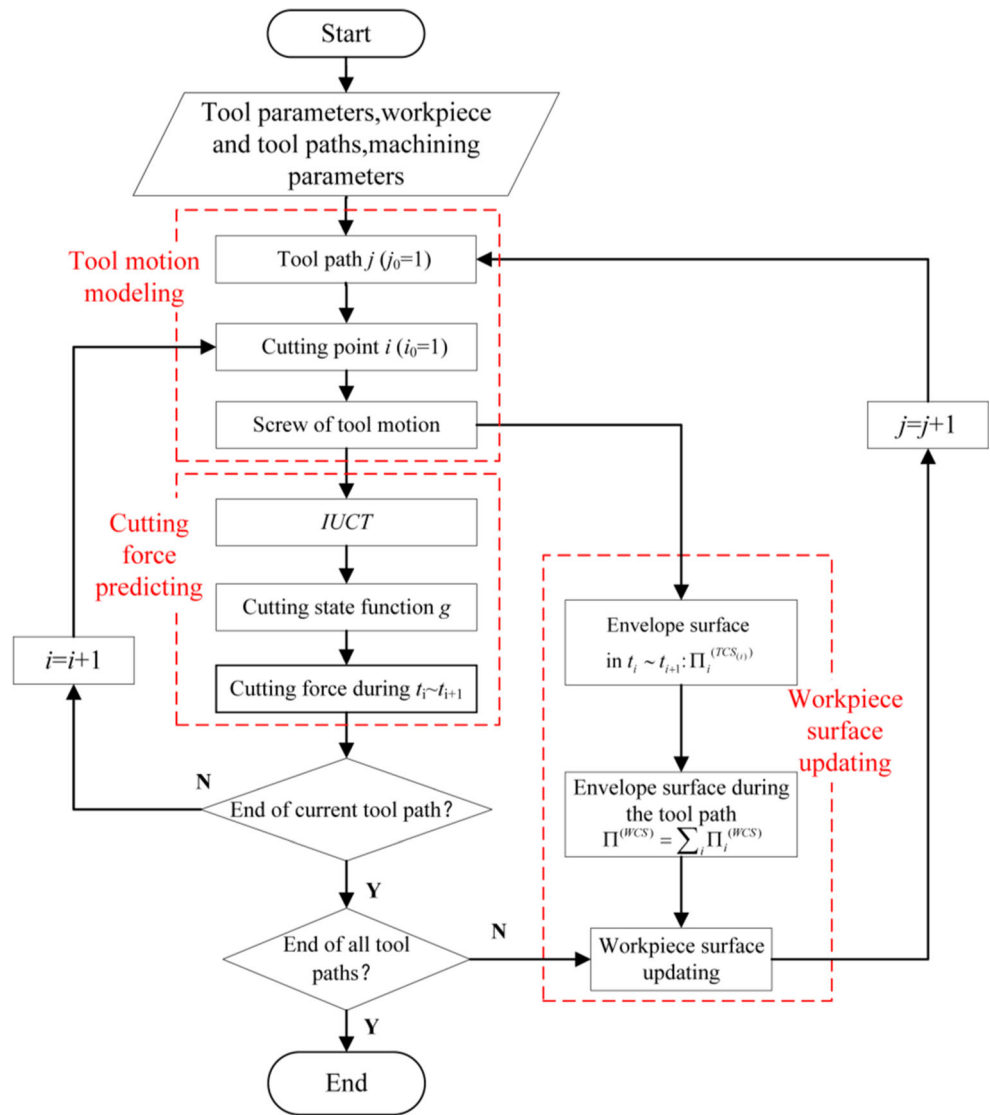 Start
Tool parameters,workpiece
and tool paths,machining
parameters
Tool motion
modeling
Tool path j (j₀=1)
Cutting point i (i₀=1)
Screw of tool motion
j=j+1
Cutting
force
predicting
IUCT
Cutting state function g
Cutting force during tᵢ~tᵢ₊₁
i=i+1
Envelope surface
in tᵢ ~ tᵢ₊₁: Πᵢ^(TCS₍ᵢ₎)
Workpiece
surface
updating
Envelope surface during
the tool path
Π^(WCS) = ∑ᵢ Πᵢ^(WCS)
N
End of current tool path?
Y
End of all tool
paths?
N
Workpiece surface
updating
Y
End